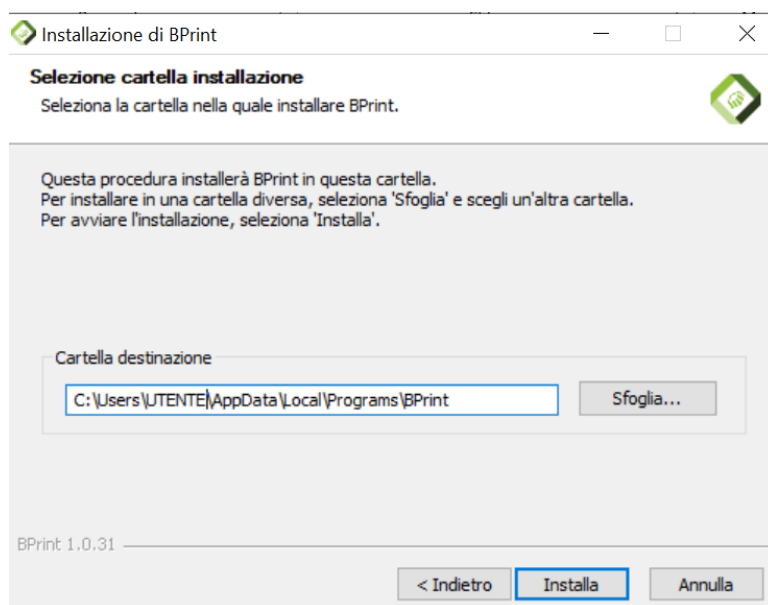 Installazione di BPrint
Selezione cartella installazione
Seleziona la cartella nella quale installare BPrint.
Questa procedura installerà BPrint in questa cartella.
Per installare in una cartella diversa, seleziona 'Sfoglia' e scegli un'altra cartella.
Per avviare l'installazione, seleziona 'Installa'.
Cartella destinazione
C:\Users\UTENTE\AppData\Local\Programs\BPrint
Sfoglia...
BPrint 1.0.31
< Indietro
Installa
Annulla